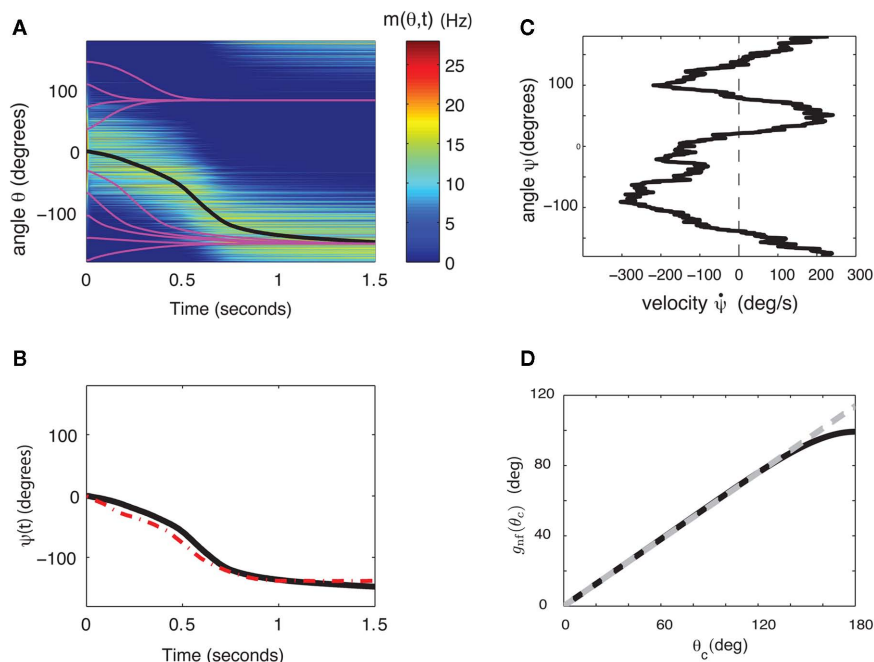 A
m(θ,t) (Hz)
angle θ (degrees)
100
0
−100
0
0.5
1
1.5
Time (seconds)
25
20
15
10
5
0
C
angle ψ (degrees)
100
0
−100
−300 −200 −100 0 100 200 300
velocity ψ̇ (deg/s)
B
ψ(t) (degrees)
100
0
−100
0
0.5
1
1.5
Time (seconds)
D
g_nf(θ_c) (deg)
120
80
40
0
0
60
120
180
θ_c(deg)